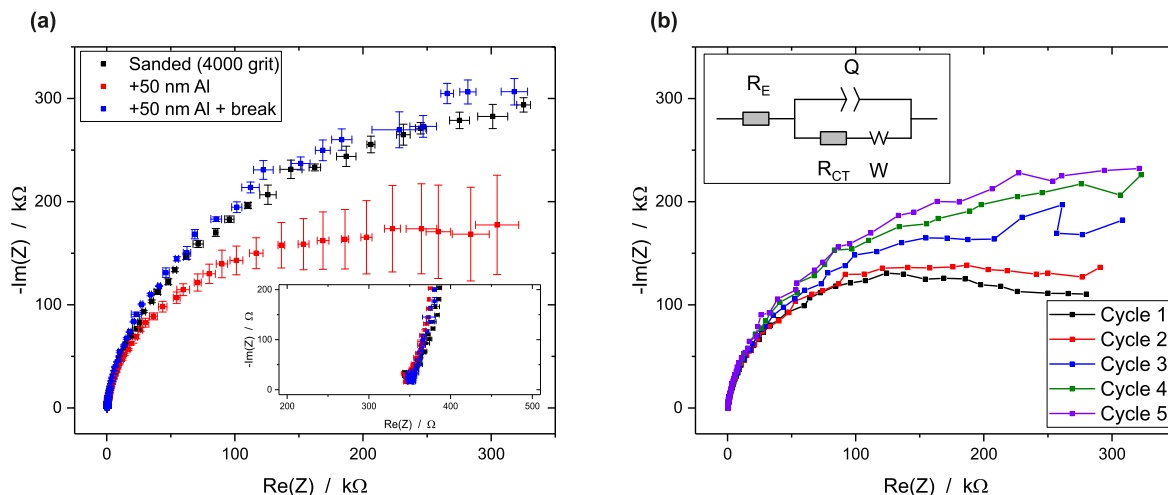 (a)
Sanded (4000 grit)
+50 nm Al
+50 nm Al + break
-Im(Z) / kΩ
300
200
100
0
0 100 200 300
Re(Z) / kΩ
-Im(Z) / Ω
200
150
100
50
0
200 300 400 500
Re(Z) / Ω
(b)
R_E
Q
R_CT
W
-Im(Z) / kΩ
300
200
100
0
0 100 200 300
Re(Z) / kΩ
Cycle 1
Cycle 2
Cycle 3
Cycle 4
Cycle 5